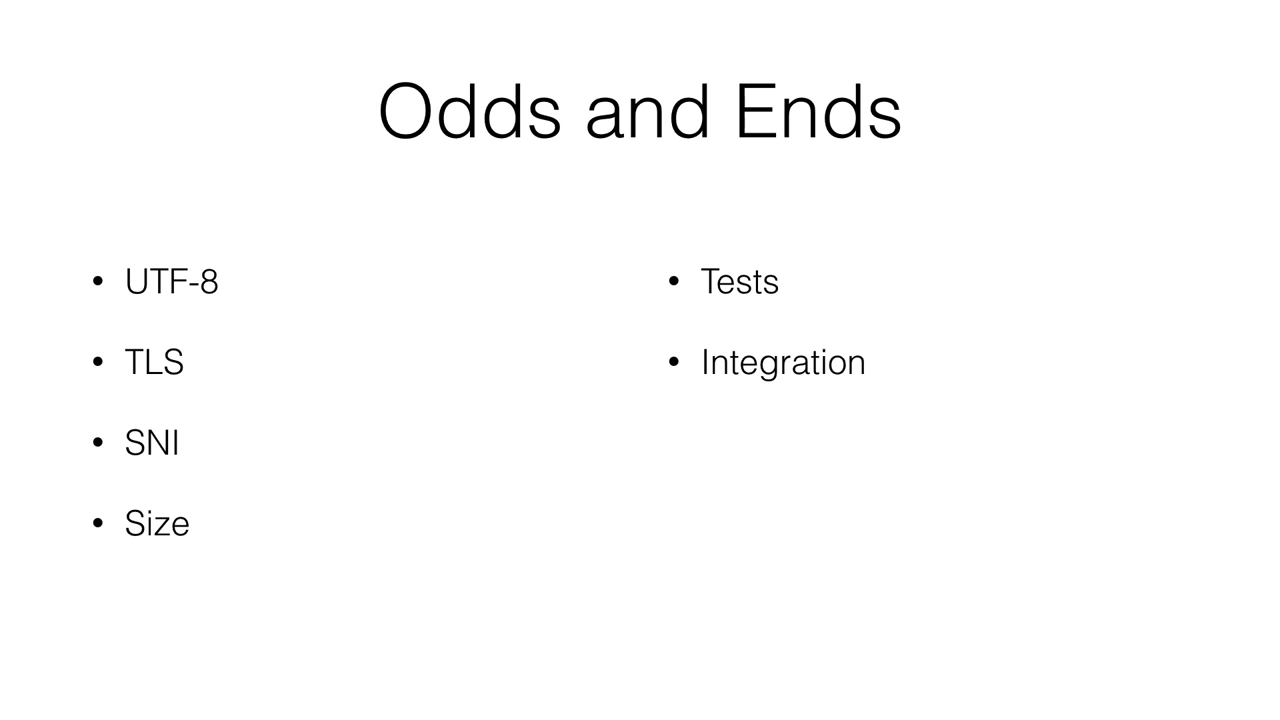 Odds and Ends
• UTF-8
• TLS
• SNI
• Size
• Tests
• Integration